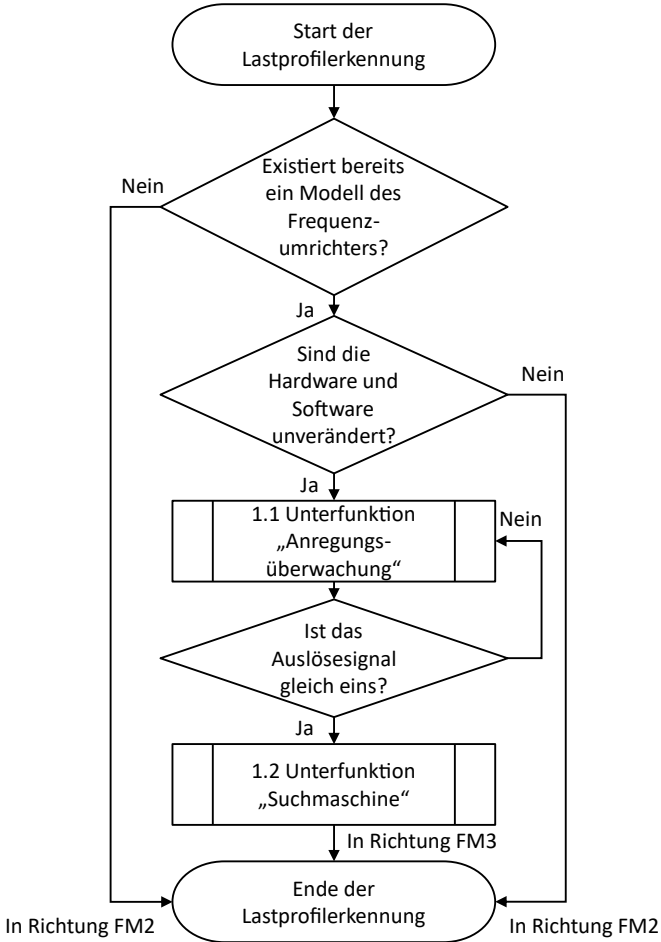 Start der
Lastprofilerkennung
Existiert bereits
ein Modell des
Frequenz-
umrichters?
Nein
Ja
Sind die
Hardware und
Software
unverändert?
Nein
Ja
1.1 Unterfunktion
„Anregungs-
überwachung“
Nein
Ist das
Auslösesignal
gleich eins?
Ja
1.2 Unterfunktion
„Suchmaschine“
In Richtung FM3
Ende der
Lastprofilerkennung
In Richtung FM2
In Richtung FM2